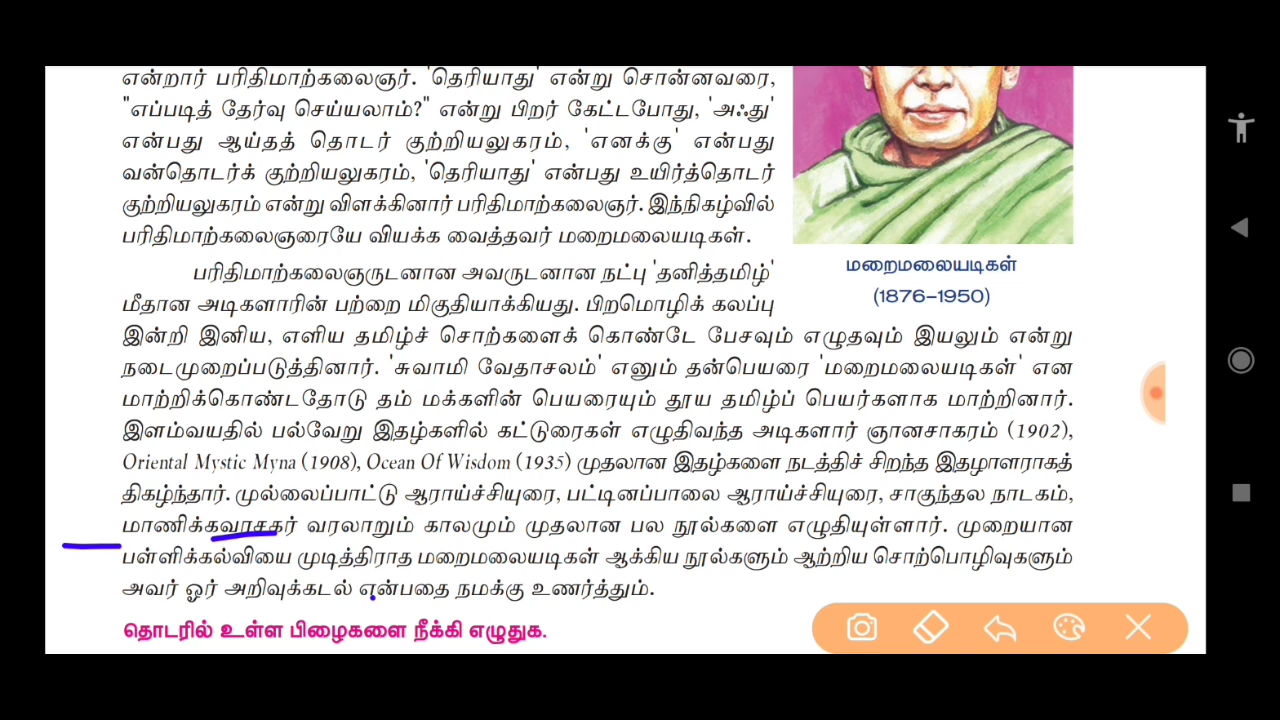 என்றார் பரிதிமாற்கலைஞர். 'தெரியாது' என்று சொன்னவரை,
"எப்படித் தேர்வு செய்யலாம்?" என்று பிறர் கேட்டபோது, 'அஃது'
என்பது ஆய்தத் தொடர் குற்றியலுகரம், 'எனக்கு' என்பது
வன்தொடர்க் குற்றியலுகரம், 'தெரியாது' என்பது உயிர்த்தொடர்
குற்றியலுகரம் என்று விளக்கினார் பரிதிமாற்கலைஞர். இந்நிகழ்வில்
பரிதிமாற்கலைஞரையே வியக்க வைத்தவர் மறைமலையடிகள்.
மறைமலையடிகள்
(1876–1950)
பரிதிமாற்கலைஞருடனான அவருடனான நட்பு 'தனித்தமிழ்'
மீதான அடிகளாரின் பற்றை மிகுதியாக்கியது. பிறமொழிக் கலப்பு
இன்றி இனிய, எளிய தமிழ்ச் சொற்களைக் கொண்டே பேசவும் எழுதவும் இயலும் என்று
நடைமுறைப்படுத்தினார். 'சுவாமி வேதாசலம்' எனும் தன்பெயரை 'மறைமலையடிகள்' என
மாற்றிக்கொண்டதோடு தம் மக்களின் பெயரையும் தூய தமிழ்ப் பெயர்களாக மாற்றினார்.
இளம்வயதில் பல்வேறு இதழ்களில் கட்டுரைகள் எழுதிவந்த அடிகளார் ஞானசாகரம் (1902),
Oriental Mystic Myna (1908), Ocean Of Wisdom (1935) முதலான இதழ்களை நடத்திச் சிறந்த இதழாளராகத்
திகழ்ந்தார். முல்லைப்பாட்டு ஆராய்ச்சியுரை, பட்டினப்பாலை ஆராய்ச்சியுரை, சாகுந்தல நாடகம்,
மாணிக்கவாசகர் வரலாறும் காலமும் முதலான பல நூல்களை எழுதியுள்ளார். முறையான
பள்ளிக்கல்வியை முடித்திராத மறைமலையடிகள் ஆக்கிய நூல்களும் ஆற்றிய சொற்பொழிவுகளும்
அவர் ஓர் அறிவுக்கடல் என்பதை நமக்கு உணர்த்தும்.
தொடரில் உள்ள பிழைகளை நீக்கி எழுதுக.